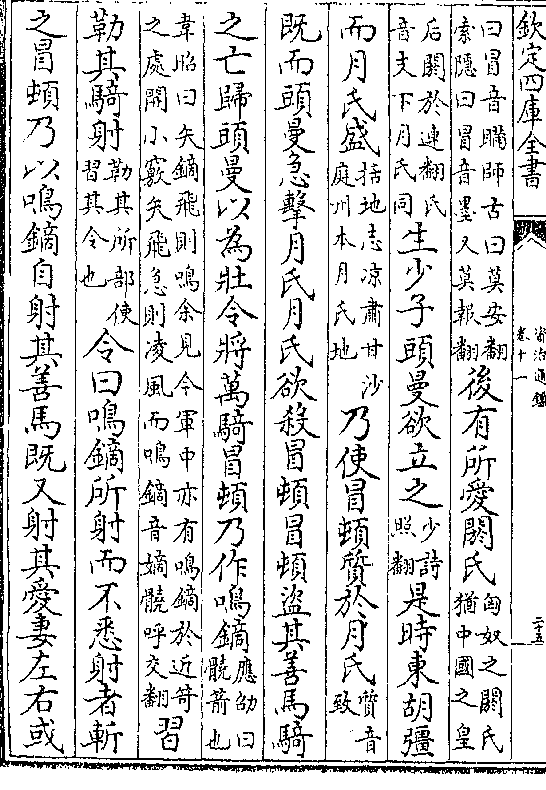 欽定四庫全書 資治通鑑 卷十一 二十五
曰冒音瞞師古曰莫安翻索隱曰冒音墨又莫報翻後有所愛閼氏匈奴之閼氏猶中國之皇
后閼於連翻氏音支下月氏同生少子頭曼欲立之少詩照翻是時東胡彊
而月氏盛括地志涼肅甘沙庭州本月氏地乃使冒頓質於月氏質音致
既而頭曼急擊月氏月氏欲殺冒頓冒頓盜其善馬騎
之亡歸頭曼以為壯令將萬騎冒頓乃作鳴鏑應劭曰髐箭也
韋昭曰矢鏑飛則鳴余見今軍中亦有鳴鏑於近笴之處開小竅矢飛急則凌風而鳴鏑音嫡髐呼交翻習
勒其騎射勒其所部使習其令也令曰鳴鏑所射而不悉射者斬
之冒頓乃以鳴鏑自射其善馬既又射其愛妻左右或